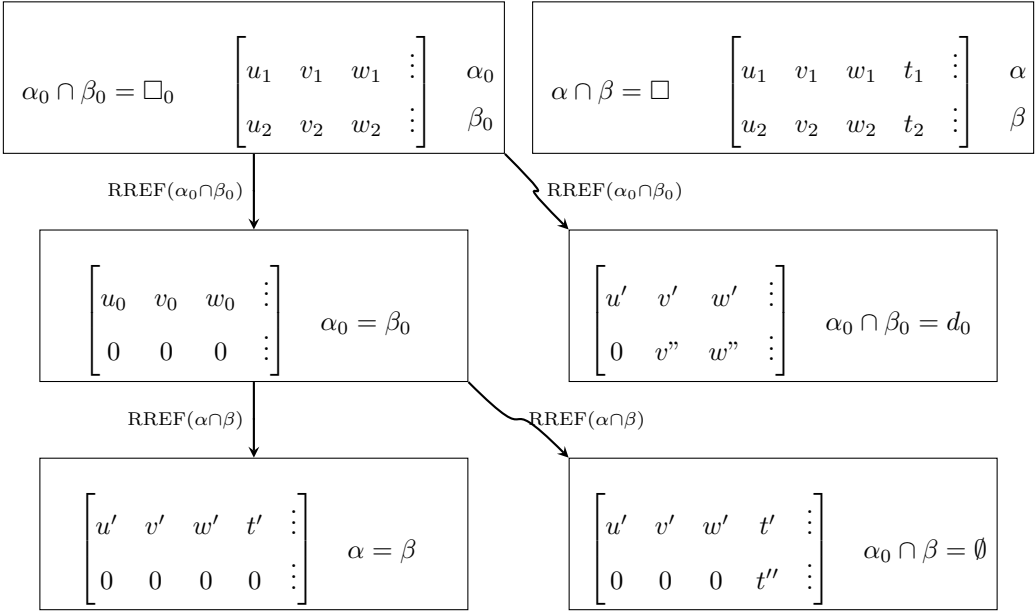 α₀ ∩ β₀ = □₀ [u₁ v₁ w₁ ⋮ α₀
u₂ v₂ w₂ ⋮] β₀
α ∩ β = □ [u₁ v₁ w₁ t₁ ⋮ α
u₂ v₂ w₂ t₂ ⋮] β
RREF(α₀∩β₀)
RREF(α₀∩β₀)
[u₀ v₀ w₀ ⋮
0 0 0 ⋮] α₀ = β₀
[u′ v′ w′ ⋮
0 v” w” ⋮] α₀ ∩ β₀ = d₀
RREF(α∩β)
RREF(α∩β)
[u′ v′ w′ t′ ⋮
0 0 0 0 ⋮] α = β
[u′ v′ w′ t′ ⋮
0 0 0 t″ ⋮] α₀ ∩ β = ∅